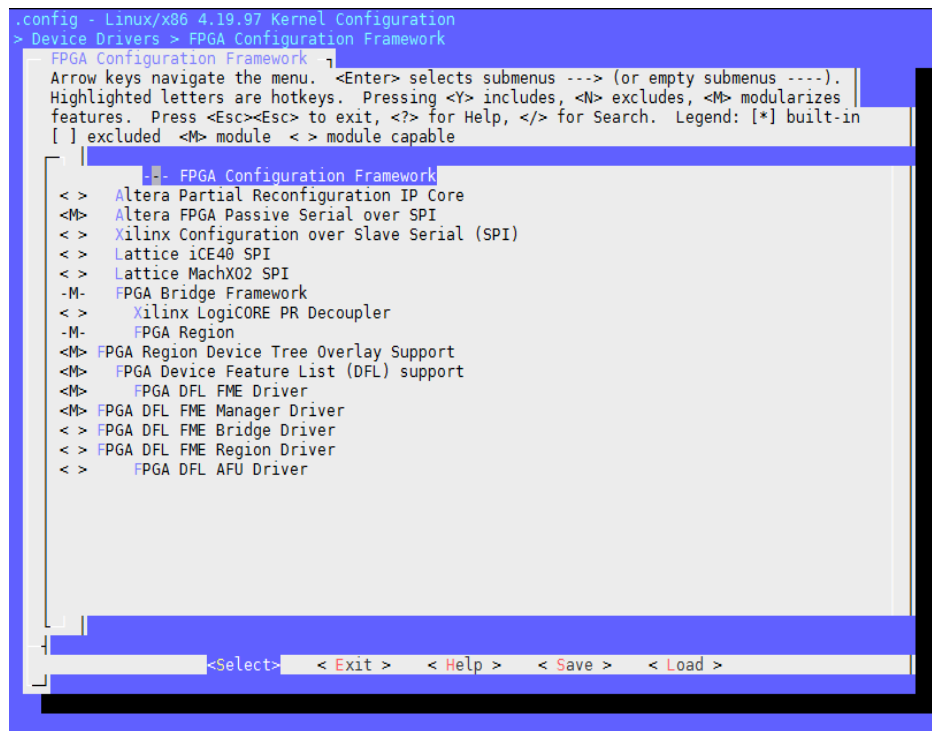 .config - Linux/x86 4.19.97 Kernel Configuration
> Device Drivers > FPGA Configuration Framework
FPGA Configuration Framework
Arrow keys navigate the menu.  <Enter> selects submenus ---> (or empty submenus ----).
Highlighted letters are hotkeys.  Pressing <Y> includes, <N> excludes, <M> modularizes
features.  Press <Esc><Esc> to exit, <?> for Help, </> for Search.  Legend: [*] built-in
[ ] excluded  <M> module  < > module capable
--- FPGA Configuration Framework
< >   Altera Partial Reconfiguration IP Core
<M>   Altera FPGA Passive Serial over SPI
< >   Xilinx Configuration over Slave Serial (SPI)
< >   Lattice iCE40 SPI
< >   Lattice MachXO2 SPI
-M-   FPGA Bridge Framework
< >     Xilinx LogiCORE PR Decoupler
-M-     FPGA Region
<M> FPGA Region Device Tree Overlay Support
<M>   FPGA Device Feature List (DFL) support
<M>     FPGA DFL FME Driver
<M> FPGA DFL FME Manager Driver
< > FPGA DFL FME Bridge Driver
< > FPGA DFL FME Region Driver
< >     FPGA DFL AFU Driver
<Select>    < Exit >    < Help >    < Save >    < Load >